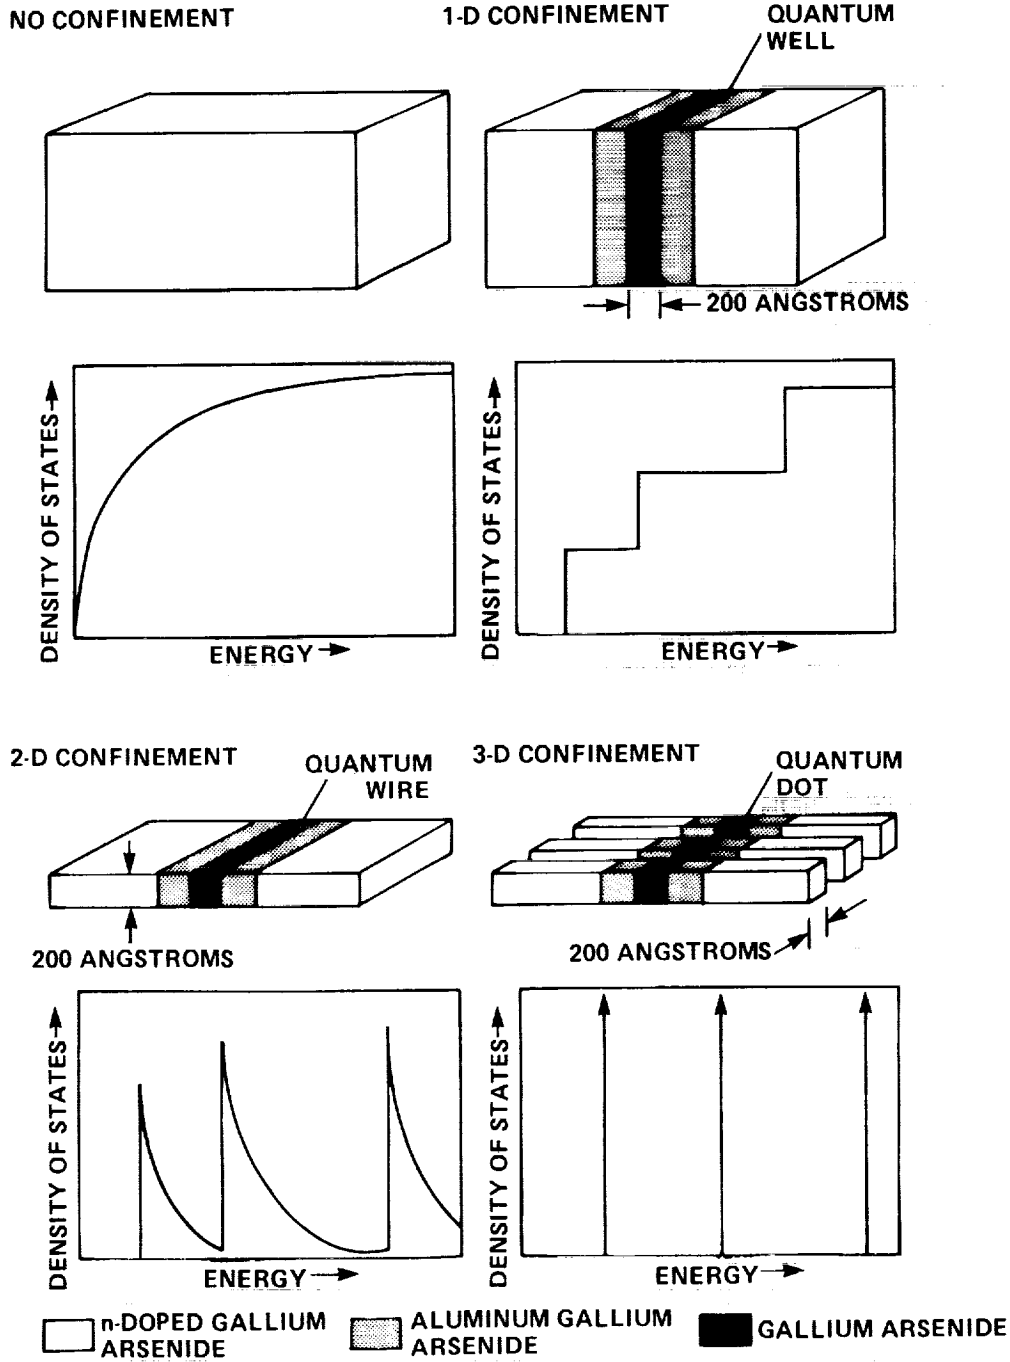 NO CONFINEMENT
1-D CONFINEMENT
QUANTUM
WELL
200 ANGSTROMS
DENSITY OF STATES
ENERGY
DENSITY OF STATES
ENERGY
2-D CONFINEMENT
QUANTUM
WIRE
200 ANGSTROMS
3-D CONFINEMENT
QUANTUM
DOT
200 ANGSTROMS
DENSITY OF STATES
ENERGY
DENSITY OF STATES
ENERGY
n-DOPED GALLIUM
ARSENIDE
ALUMINUM GALLIUM
ARSENIDE
GALLIUM ARSENIDE